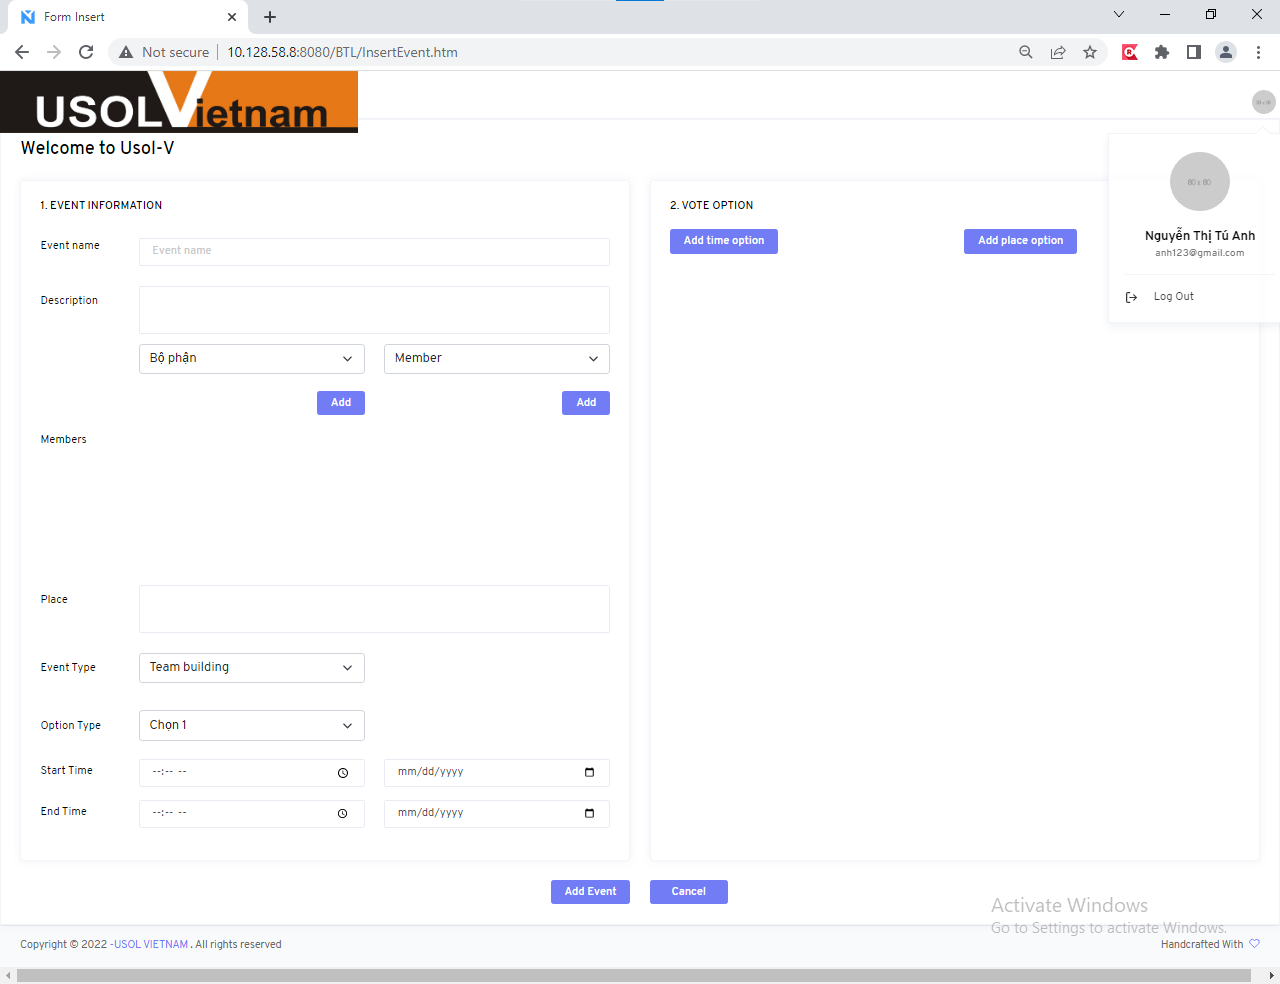 Form Insert
Not secure
10.128.58.8:8080/BTL/InsertEvent.htm
USOL Vietnam
Welcome to Usol-V
80 x 80
Nguyễn Thị Tú Anh
anh123@gmail.com
Log Out
1. EVENT INFORMATION
Event name
Event name
Description
Bộ phận
Member
Add
Add
Members
Place
Event Type
Team building
Option Type
Chọn 1
Start Time
--:-- --
mm/dd/yyyy
End Time
--:-- --
mm/dd/yyyy
2. VOTE OPTION
Add time option
Add place option
Add Event
Cancel
Activate Windows
Go to Settings to activate Windows.
Copyright © 2022 -USOL VIETNAM . All rights reserved
Handcrafted With